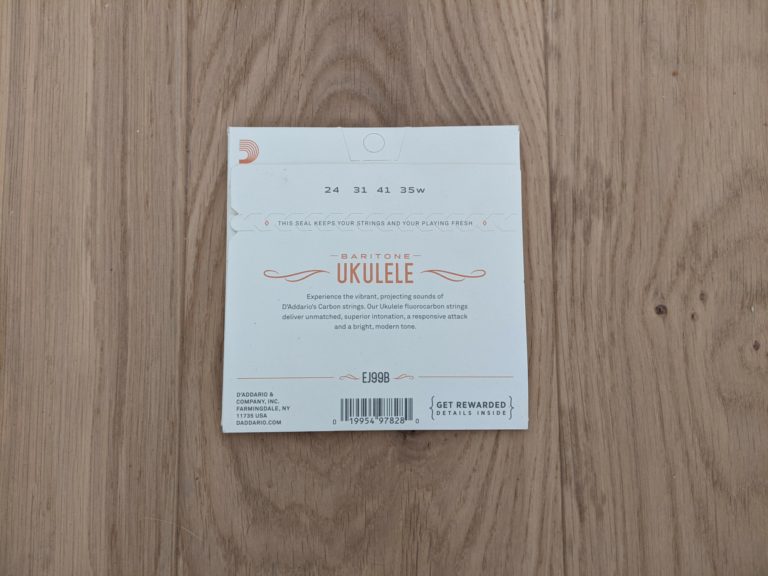 24 31 41 35w
THIS SEAL KEEPS YOUR STRINGS AND YOUR PLAYING FRESH
BARITONE
UKULELE
Experience the vibrant, projecting sounds of
D'Addario's Carbon strings. Our Ukulele fluorocarbon strings
deliver unmatched, superior intonation, a responsive attack
and a bright, modern tone.
EJ99B
D'ADDARIO &
COMPANY, INC.
FARMINGDALE, NY
11735 USA
DADDARIO.COM
0 19954 97828 0
GET REWARDED
DETAILS INSIDE